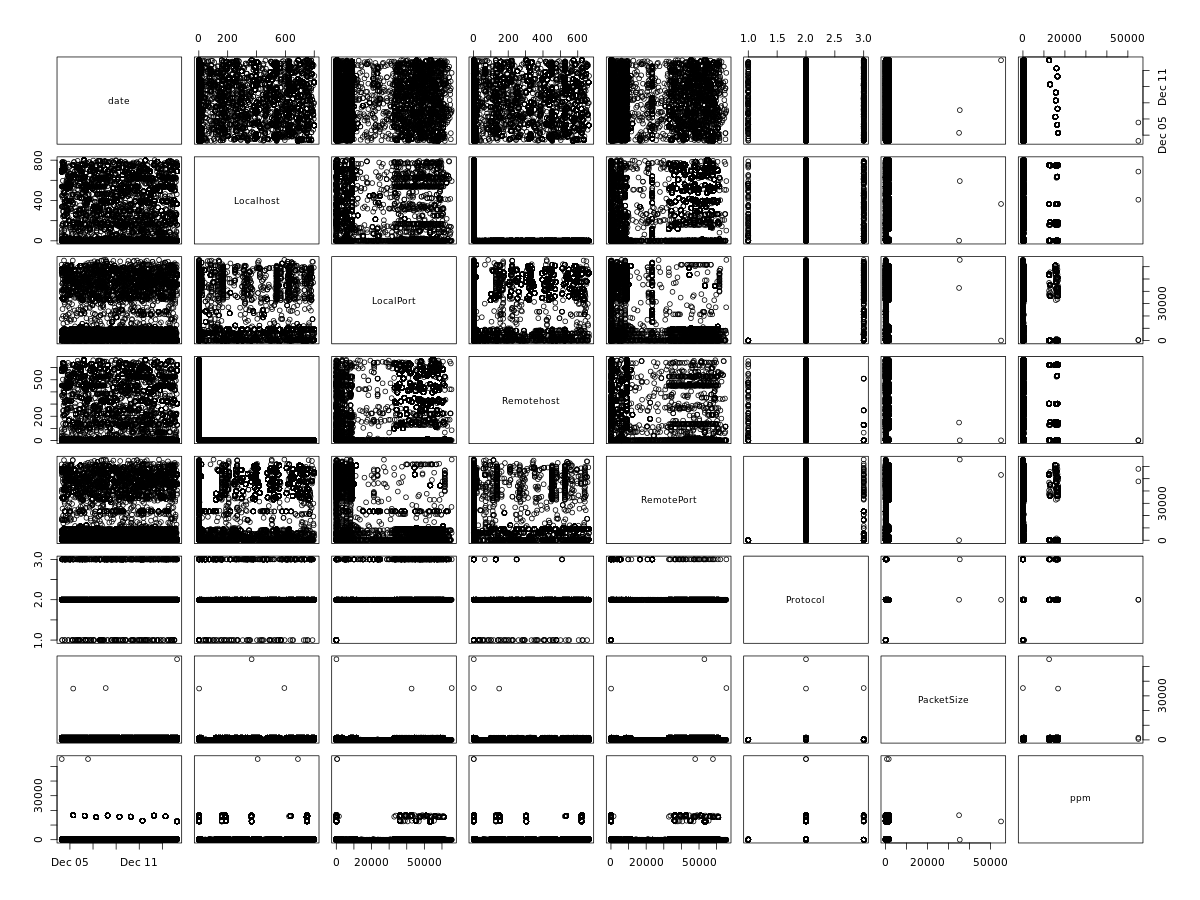 0 200 600 0 200 400 600 1.0 1.5 2.0 2.5 3.0 0 20000 50000
date
Dec 05 Dec 11
Localhost
0 400 800
LocalPort
0 30000
Remotehost
0 200 500
RemotePort
0 30000
Protocol
1.0 2.0 3.0
PacketSize
0 30000
ppm
0 30000
Dec 05 Dec 11 0 20000 50000 0 20000 50000 0 20000 50000